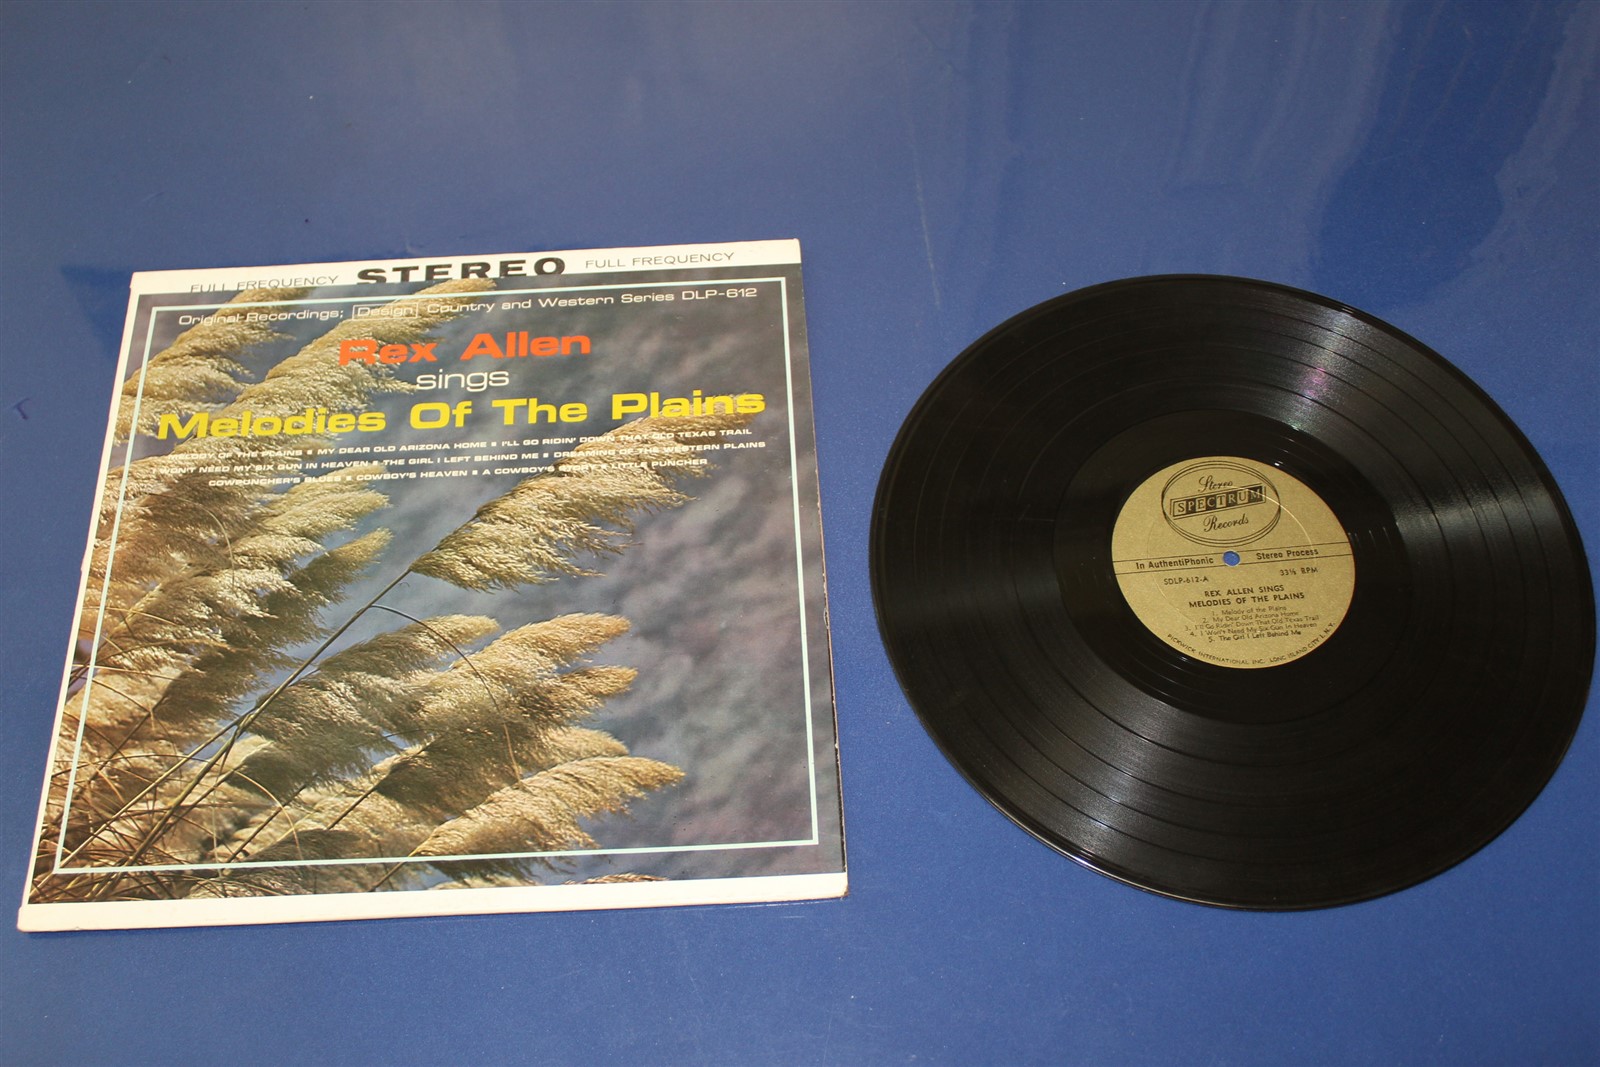 FULL FREQUENCY STEREO FULL FREQUENCY
Original Recordings; Design Country and Western Series DLP-612
Rex Allen
sings
Melodies Of The Plains
MELODY OF THE PLAINS ▪ MY DEAR OLD ARIZONA HOME ▪ I'LL GO RIDIN' DOWN THAT OLD TEXAS TRAIL
I WON'T NEED MY SIX GUN IN HEAVEN ▪ THE GIRL I LEFT BEHIND ME ▪ DREAMING OF THE WESTERN PLAINS
COWPUNCHER'S BLUES ▪ COWBOY'S HEAVEN ▪ A COWBOY'S STORY ▪ LITTLE PUNCHER
Stereo
SPECTRUM
Records
In AuthentiPhonic Stereo Process
SDLP-612-A 33⅓ RPM
REX ALLEN SINGS
MELODIES OF THE PLAINS
1. Melody of the Plains
2. My Dear Old Arizona Home
3. I'll Go Ridin' Down That Old Texas Trail
4. I Won't Need My Six Gun In Heaven
5. The Girl I Left Behind Me
PICKWICK INTERNATIONAL INC. LONG ISLAND CITY 1, N.Y.